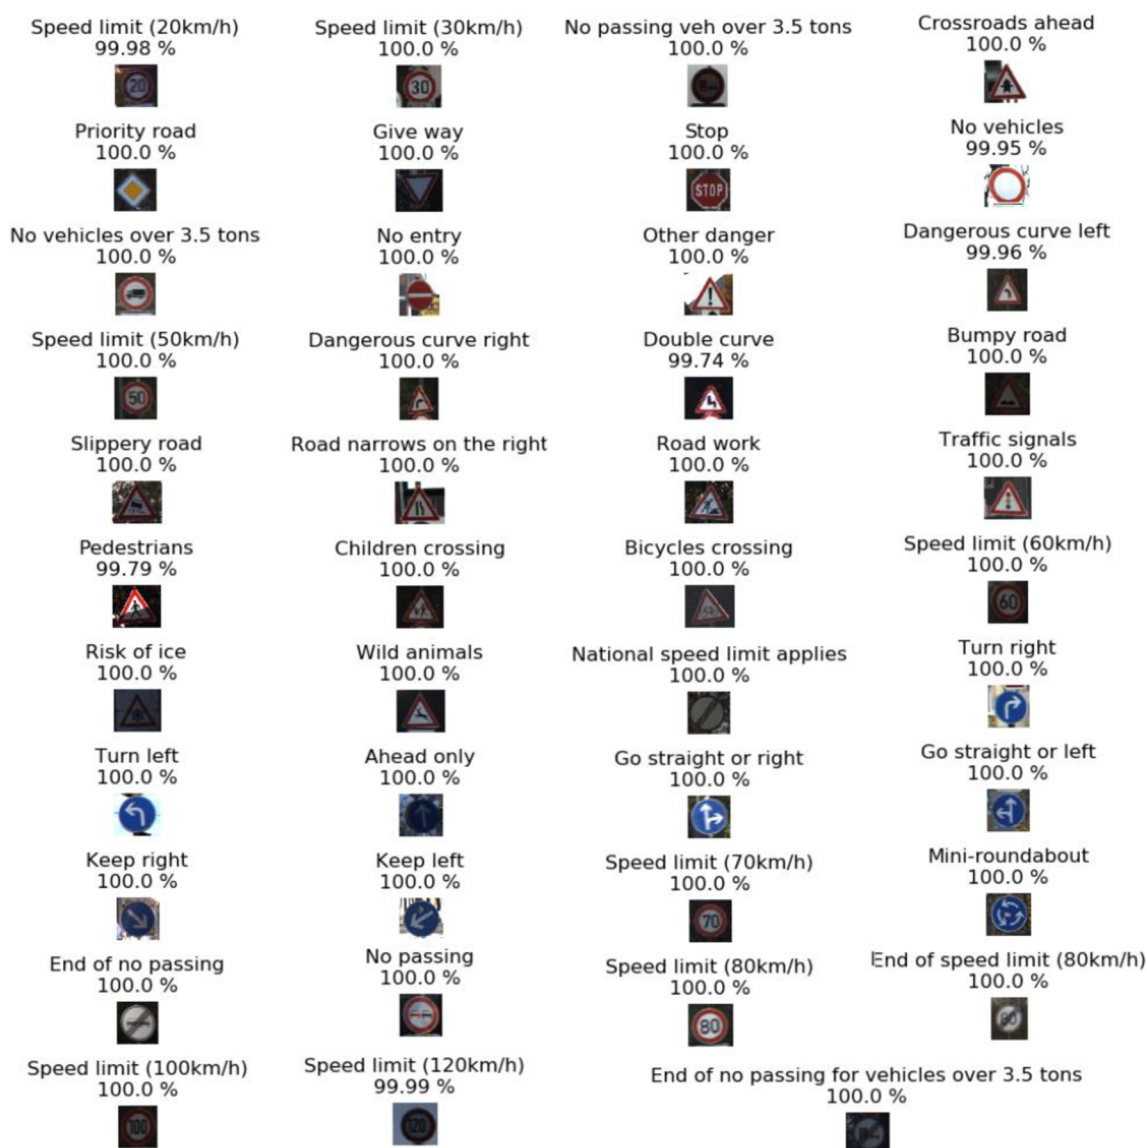 Speed limit (20km/h)
99.98 %
20
Speed limit (30km/h)
100.0 %
30
No passing veh over 3.5 tons
100.0 %
Crossroads ahead
100.0 %
Priority road
100.0 %
Give way
100.0 %
Stop
100.0 %
STOP
No vehicles
99.95 %
No vehicles over 3.5 tons
100.0 %
No entry
100.0 %
Other danger
100.0 %
Dangerous curve left
99.96 %
Speed limit (50km/h)
100.0 %
50
Dangerous curve right
100.0 %
Double curve
99.74 %
Bumpy road
100.0 %
Slippery road
100.0 %
Road narrows on the right
100.0 %
Road work
100.0 %
Traffic signals
100.0 %
Pedestrians
99.79 %
Children crossing
100.0 %
Bicycles crossing
100.0 %
Speed limit (60km/h)
100.0 %
60
Risk of ice
100.0 %
Wild animals
100.0 %
National speed limit applies
100.0 %
Turn right
100.0 %
Turn left
100.0 %
Ahead only
100.0 %
Go straight or right
100.0 %
Go straight or left
100.0 %
Keep right
100.0 %
Keep left
100.0 %
Speed limit (70km/h)
100.0 %
70
Mini-roundabout
100.0 %
End of no passing
100.0 %
No passing
100.0 %
Speed limit (80km/h)
100.0 %
80
End of speed limit (80km/h)
100.0 %
80
Speed limit (100km/h)
100.0 %
100
Speed limit (120km/h)
99.99 %
120
End of no passing for vehicles over 3.5 tons
100.0 %